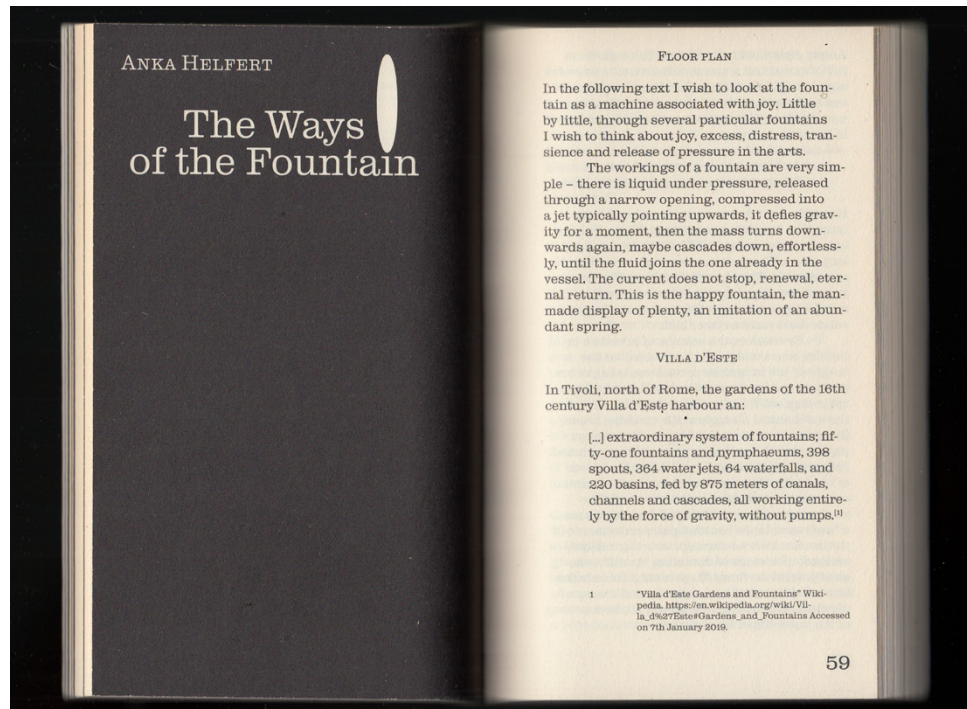 ANKA HELFERT
The Ways
of the Fountain
FLOOR PLAN
In the following text I wish to look at the foun-
tain as a machine associated with joy. Little
by little, through several particular fountains
I wish to think about joy, excess, distress, tran-
sience and release of pressure in the arts.
The workings of a fountain are very sim-
ple – there is liquid under pressure, released
through a narrow opening, compressed into
a jet typically pointing upwards, it defies grav-
ity for a moment, then the mass turns down-
wards again, maybe cascades down, effortless-
ly, until the fluid joins the one already in the
vessel. The current does not stop, renewal, eter-
nal return. This is the happy fountain, the man-
made display of plenty, an imitation of an abun-
dant spring.
VILLA D'ESTE
In Tivoli, north of Rome, the gardens of the 16th
century Villa d'Este harbour an:
[...] extraordinary system of fountains; fif-
ty-one fountains and nymphaeums, 398
spouts, 364 water jets, 64 waterfalls, and
220 basins, fed by 875 meters of canals,
channels and cascades, all working entire-
ly by the force of gravity, without pumps.[1]
1 "Villa d'Este Gardens and Fountains" Wiki-
pedia. https://en.wikipedia.org/wiki/Vil-
la_d%27Este#Gardens_and_Fountains Accessed
on 7th January 2019.
59